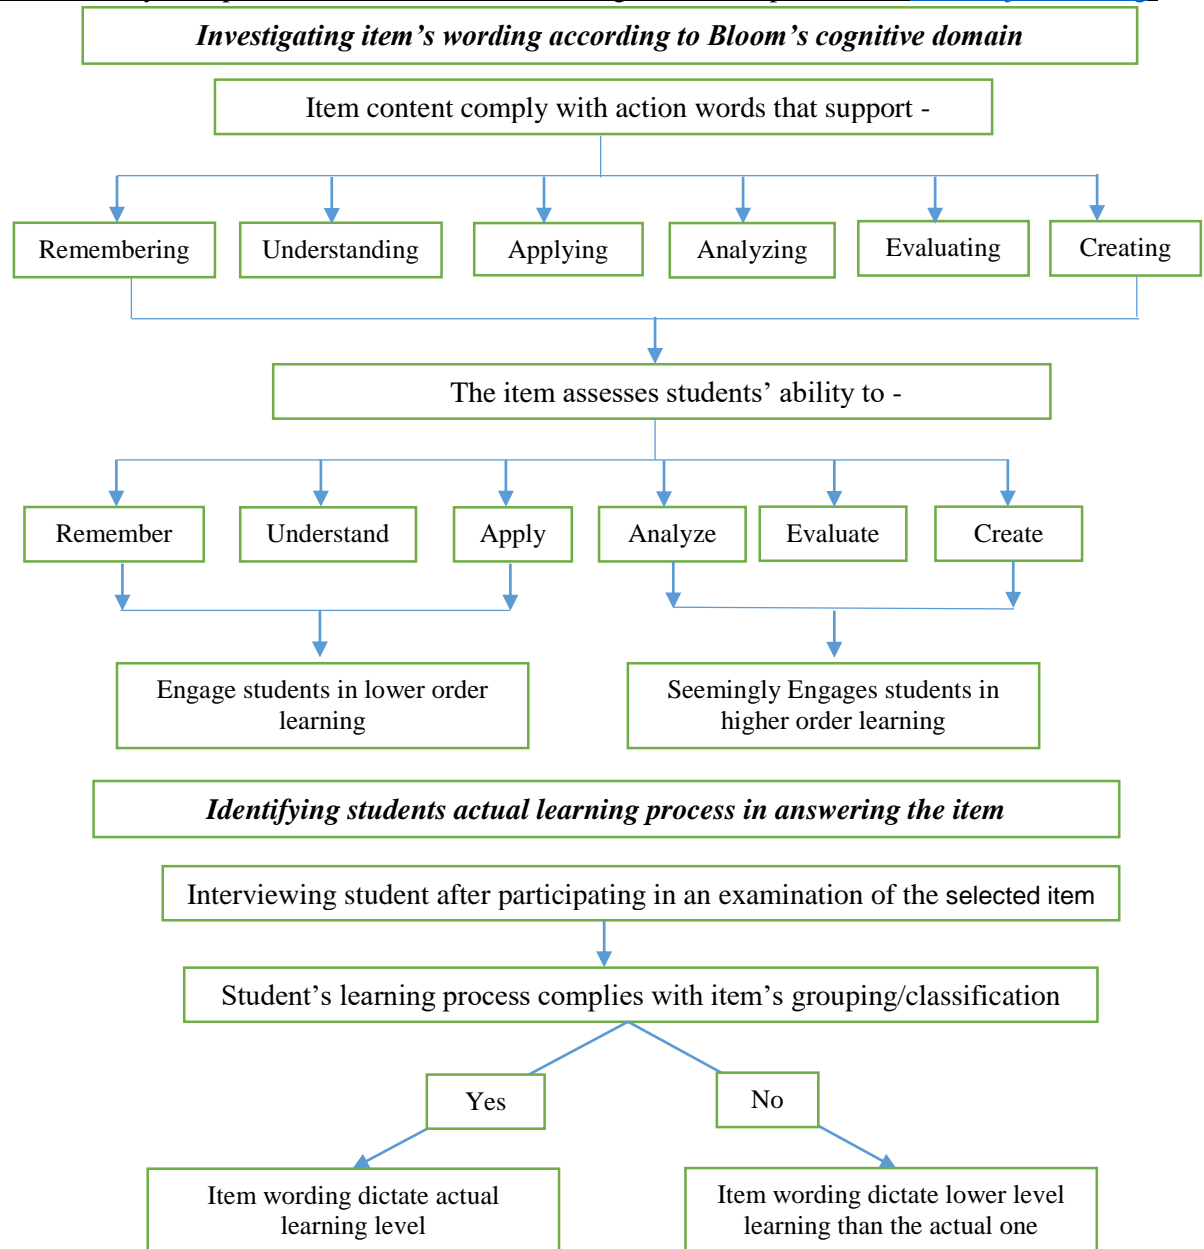 Investigating item's wording according to Bloom's cognitive domain
Item content comply with action words that support -
Remembering
Understanding
Applying
Analyzing
Evaluating
Creating
The item assesses students' ability to -
Remember
Understand
Apply
Analyze
Evaluate
Create
Engage students in lower order
learning
Seemingly Engages students in
higher order learning
Identifying students actual learning process in answering the item
Interviewing student after participating in an examination of the selected item
Student's learning process complies with item's grouping/classification
Yes
No
Item wording dictate actual
learning level
Item wording dictate lower level
learning than the actual one